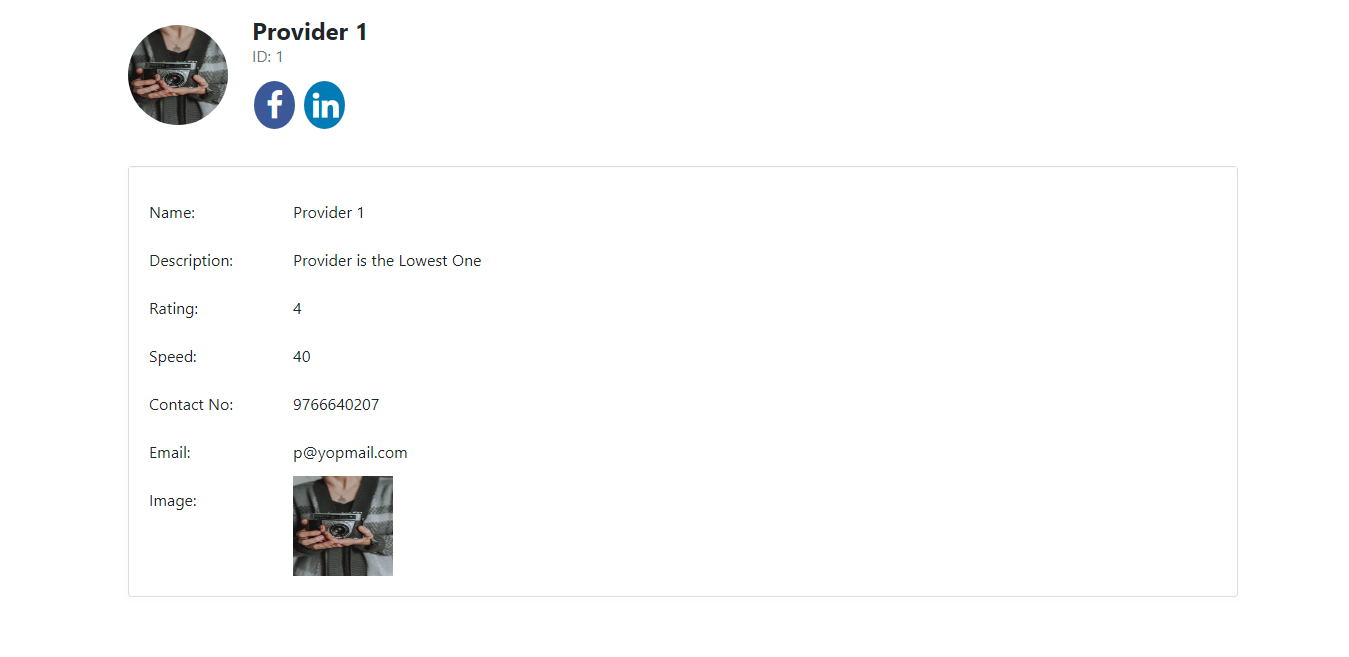 Provider 1
ID: 1
f in
Name: Provider 1
Description: Provider is the Lowest One
Rating: 4
Speed: 40
Contact No: 9766640207
Email: p@yopmail.com
Image: